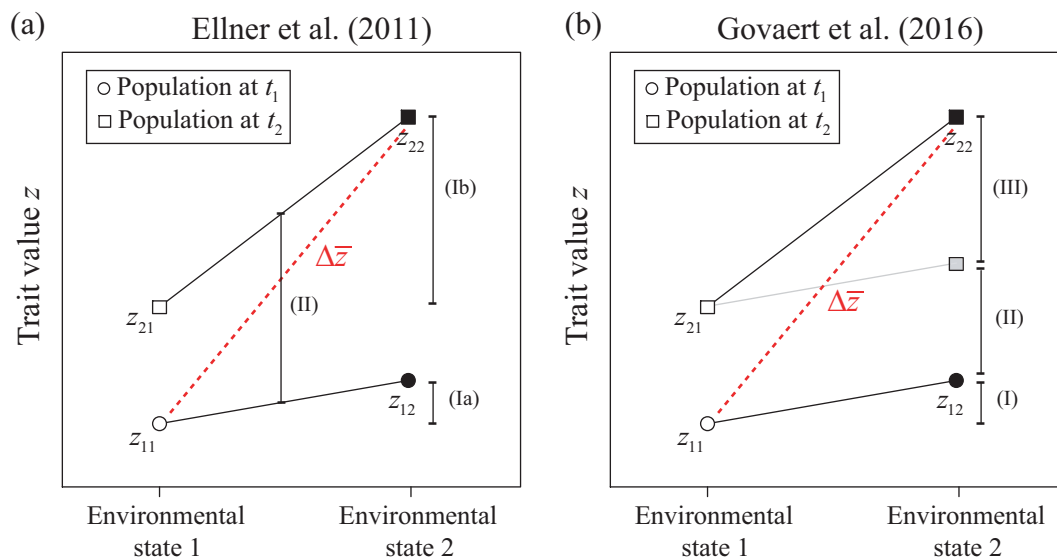 (a)
Ellner et al. (2011)
Population at t1
Population at t2
z22
(Ib)
Δz̅
(II)
z21
z12
(Ia)
z11
Trait value z
Environmental
state 1
Environmental
state 2
(b)
Govaert et al. (2016)
Population at t1
Population at t2
z22
(III)
Δz̅
z21
(II)
z12
(I)
z11
Trait value z
Environmental
state 1
Environmental
state 2